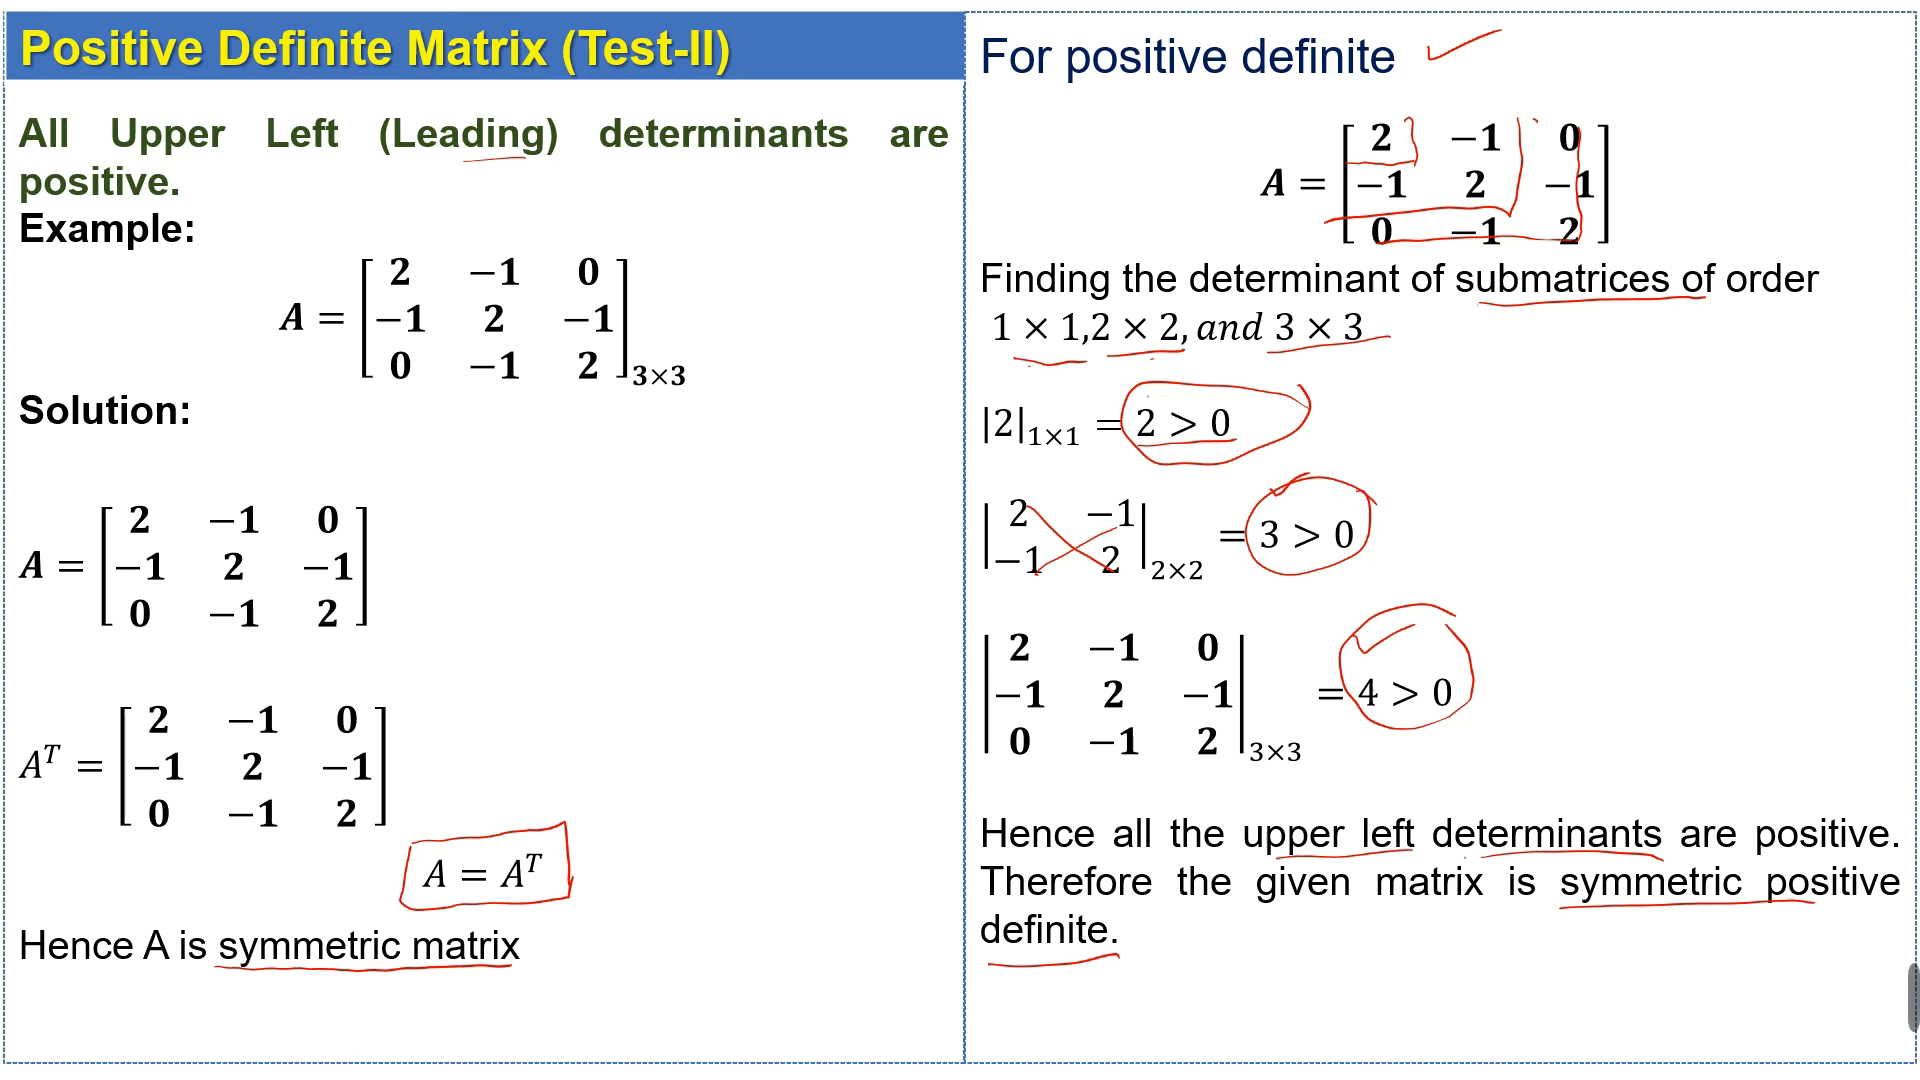 Positive Definite Matrix (Test-II)
All Upper Left (Leading) determinants are
positive.
Example:
A = [ 2 −1 0
−1 2 −1
0 −1 2 ]3×3
Solution:
A = [ 2 −1 0
−1 2 −1
0 −1 2 ]
A^T = [ 2 −1 0
−1 2 −1
0 −1 2 ]
A = A^T
Hence A is symmetric matrix
For positive definite
A = [ 2 −1 0
−1 2 −1
0 −1 2 ]
Finding the determinant of submatrices of order
1 × 1,2 × 2, and 3 × 3
|2|1×1 = 2 > 0
| 2 −1
−1 2 |2×2 = 3 > 0
| 2 −1 0
−1 2 −1
0 −1 2 |3×3 = 4 > 0
Hence all the upper left determinants are positive.
Therefore the given matrix is symmetric positive
definite.